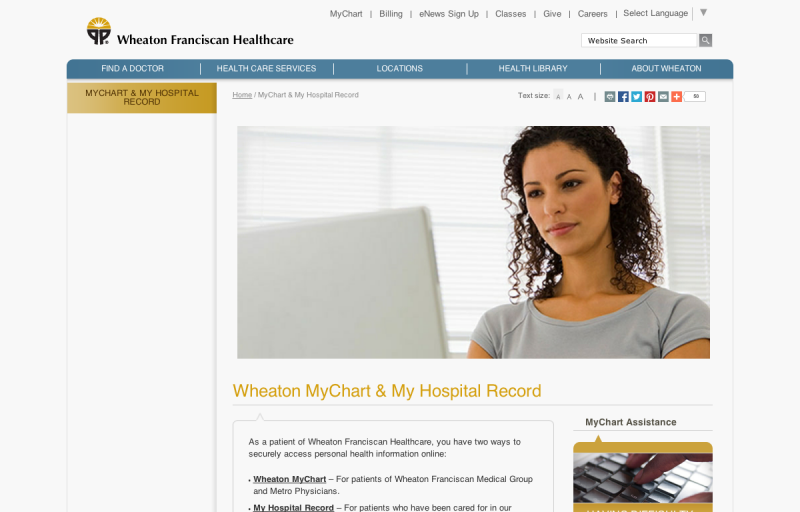 MyChart | Billing | eNews Sign Up | Classes | Give | Careers | Select Language ▼
Wheaton Franciscan Healthcare
Website Search
FIND A DOCTOR | HEALTH CARE SERVICES | LOCATIONS | HEALTH LIBRARY | ABOUT WHEATON
MYCHART & MY HOSPITAL
RECORD
Home / MyChart & My Hospital Record
Text size: A A A |
Wheaton MyChart & My Hospital Record
MyChart Assistance
As a patient of Wheaton Franciscan Healthcare, you have two ways to
securely access personal health information online:
• Wheaton MyChart – For patients of Wheaton Franciscan Medical Group
and Metro Physicians.
• My Hospital Record – For patients who have been cared for in our
HAVING DIFFICULTY